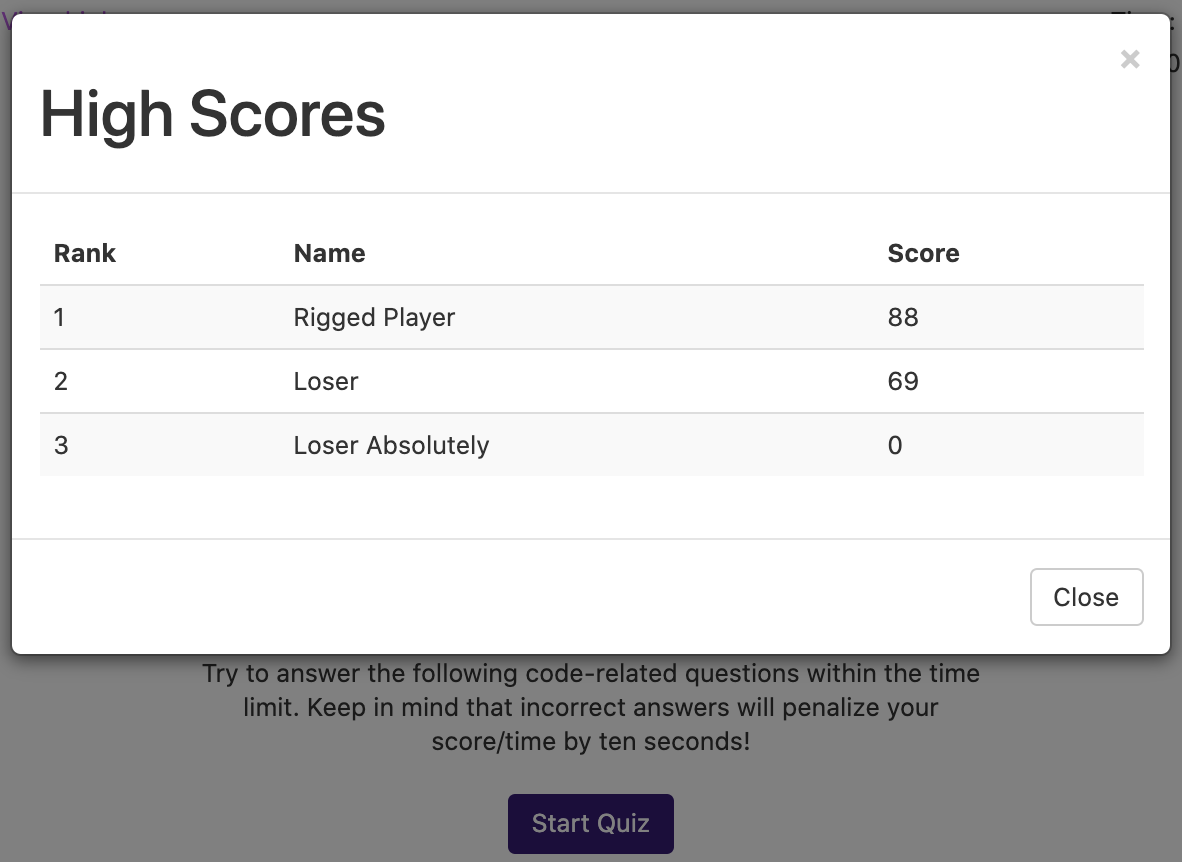 ×
High Scores
Rank Name Score
1 Rigged Player 88
2 Loser 69
3 Loser Absolutely 0
Close
Try to answer the following code-related questions within the time
limit. Keep in mind that incorrect answers will penalize your
score/time by ten seconds!
Start Quiz